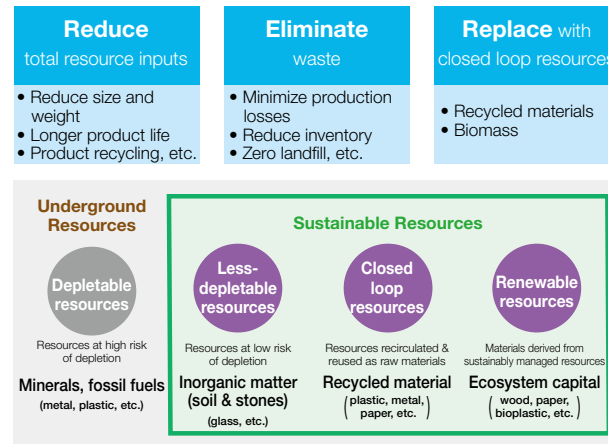 Reduce
total resource inputs
• Reduce size and
weight
• Longer product life
• Product recycling, etc.
Eliminate
waste
• Minimize production
losses
• Reduce inventory
• Zero landfill, etc.
Replace with
closed loop resources
• Recycled materials
• Biomass
Underground
Resources
Depletable
resources
Resources at high risk
of depletion
Minerals, fossil fuels
(metal, plastic, etc.)
Sustainable Resources
Less-
depletable
resources
Resources at low risk
of depletion
Inorganic matter
(soil & stones)
(glass, etc.)
Closed
loop
resources
Resources recirculated &
reused as raw materials
Recycled material
(plastic, metal,
paper, etc.)
Renewable
resources
Materials derived from
sustainably managed resources
Ecosystem capital
(wood, paper,
bioplastic, etc.)